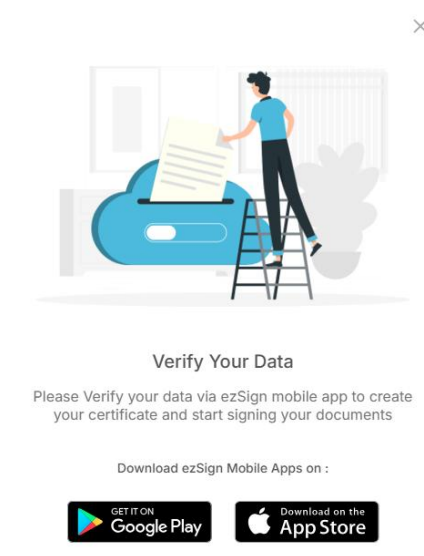 Verify Your Data
Please Verify your data via ezSign mobile app to create
your certificate and start signing your documents
Download ezSign Mobile Apps on :
GET IT ON
Google Play
Download on the
App Store